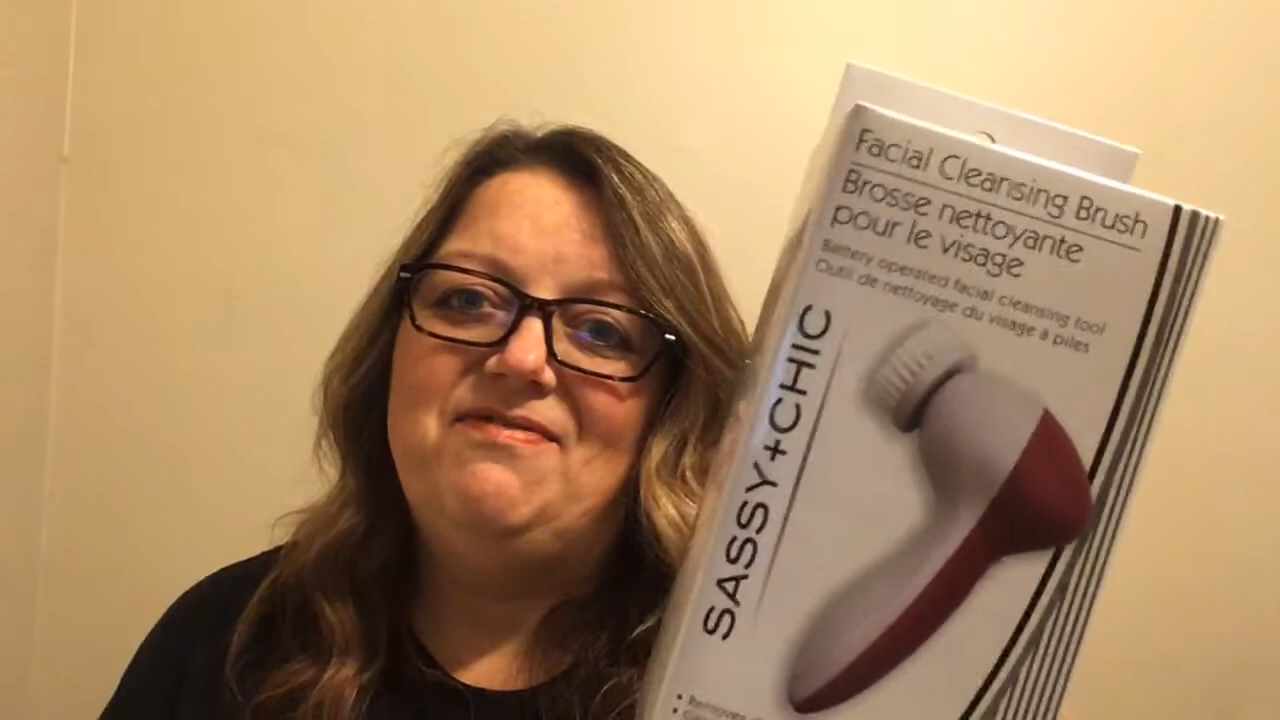 Facial Cleansing Brush
Brosse nettoyante
pour le visage
Battery operated facial cleansing tool
Outil de nettoyage du visage à piles
SASSY+CHIC
• Removes